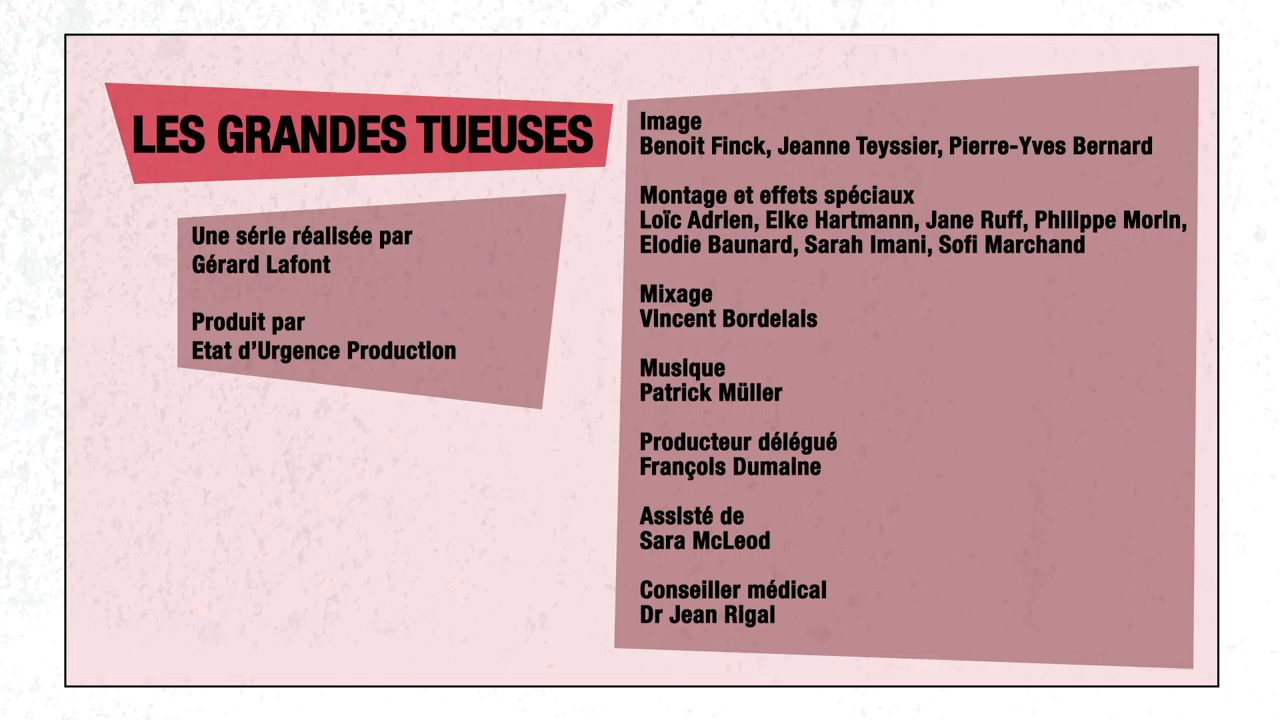 LES GRANDES TUEUSES
Une série réalisée par
Gérard Lafont
Produit par
Etat d'Urgence Production
Image
Benoit Finck, Jeanne Teyssier, Pierre-Yves Bernard
Montage et effets spéciaux
Loïc Adrien, Elke Hartmann, Jane Ruff, Philippe Morin,
Elodie Baunard, Sarah Imani, Sofi Marchand
Mixage
Vincent Bordelais
Musique
Patrick Müller
Producteur délégué
François Dumaine
Assisté de
Sara McLeod
Conseiller médical
Dr Jean Rigal